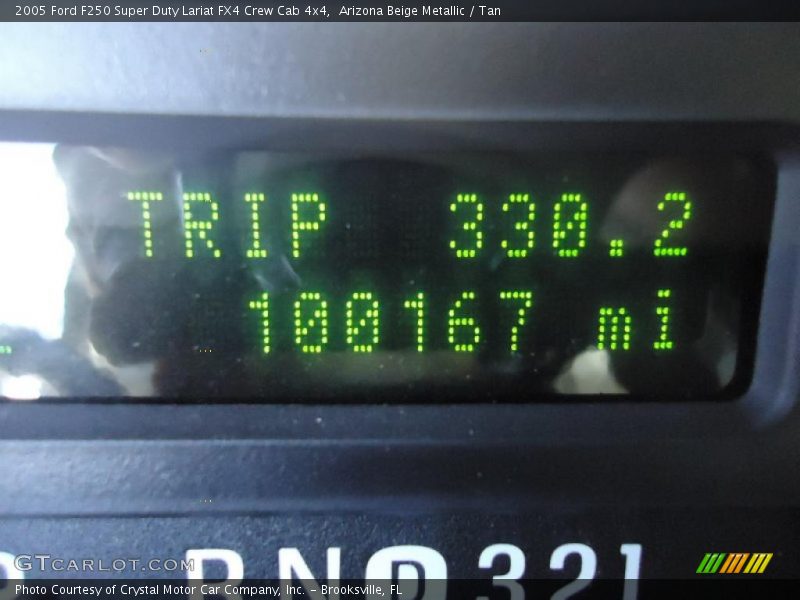 2005 Ford F250 Super Duty Lariat FX4 Crew Cab 4x4, Arizona Beige Metallic / Tan
TRIP 330.2
100167 mi
RND321
GTCARLOT.COM
Photo Courtesy of Crystal Motor Car Company, Inc. – Brooksville, FL